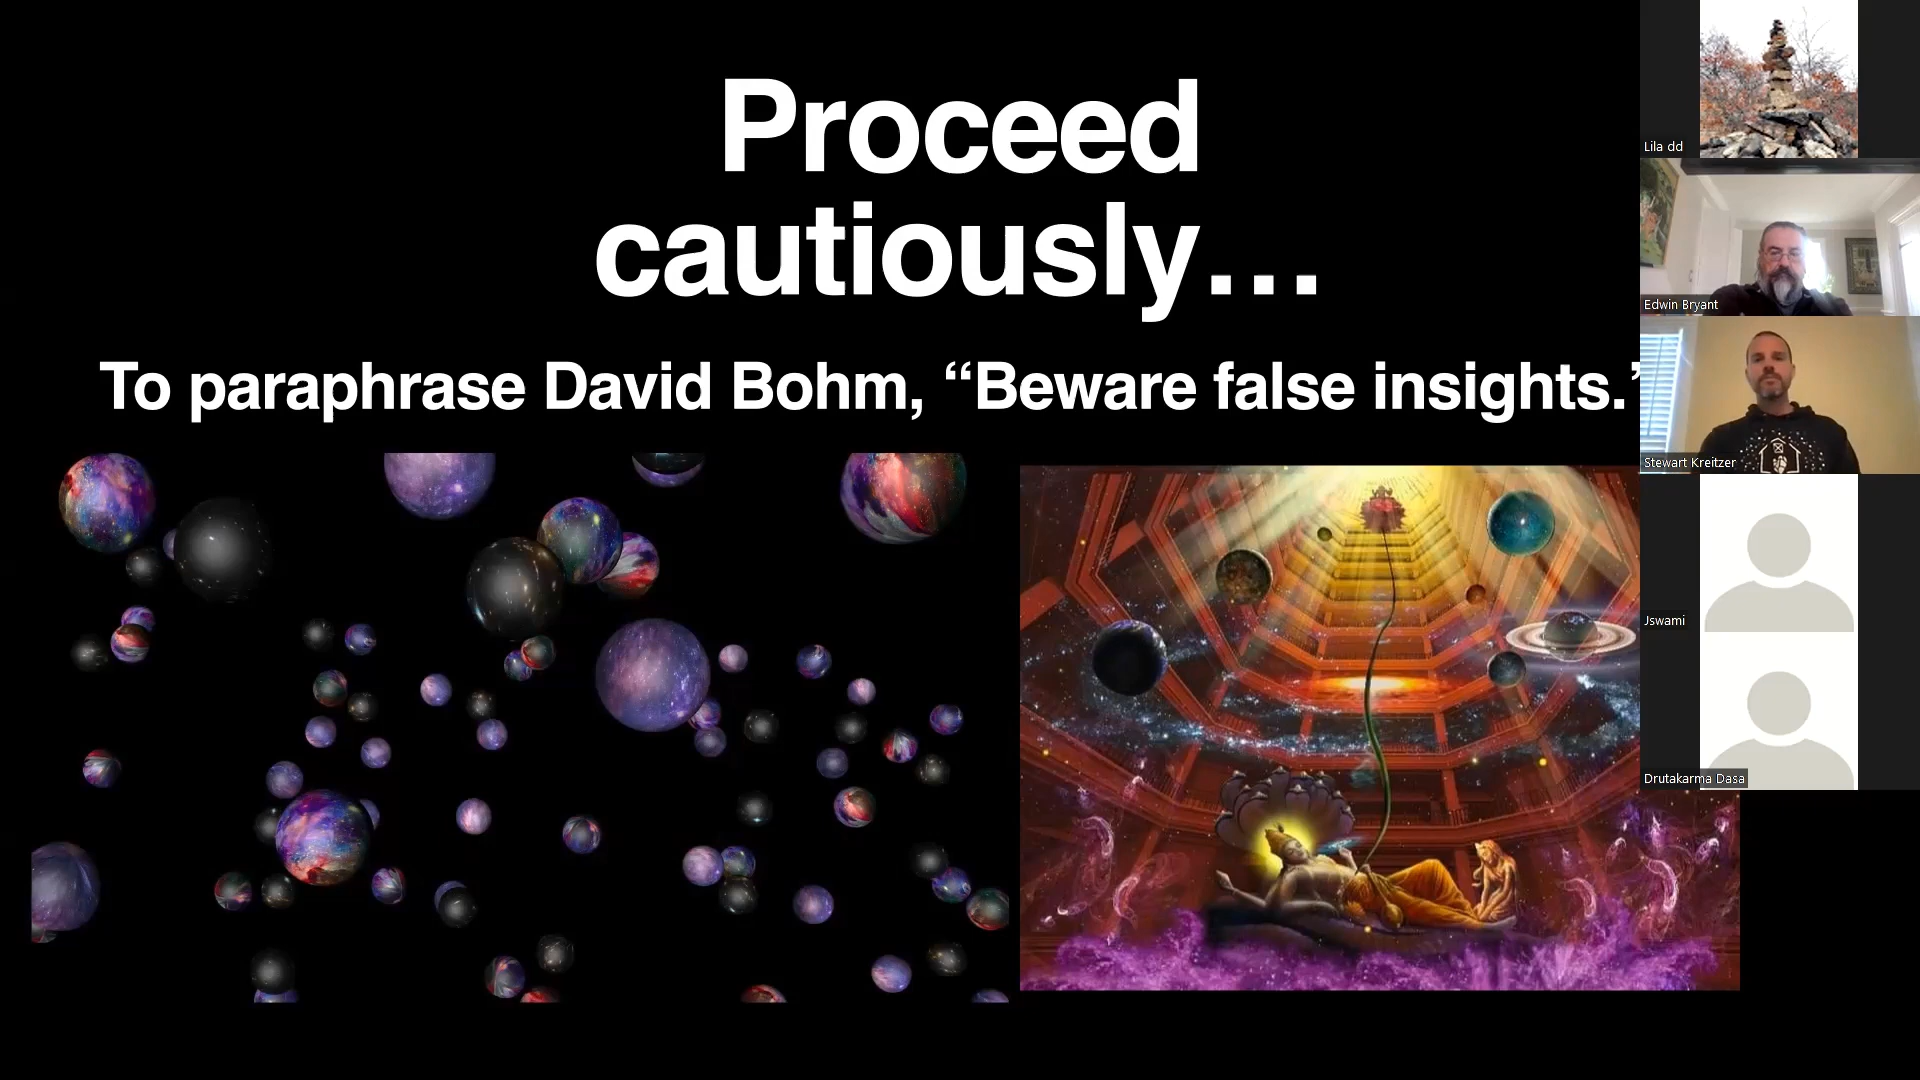 Proceed
cautiously…
To paraphrase David Bohm, “Beware false insights.”
Lila dd
Edwin Bryant
Stewart Kreitzer
Jswami
Drutakarma Dasa